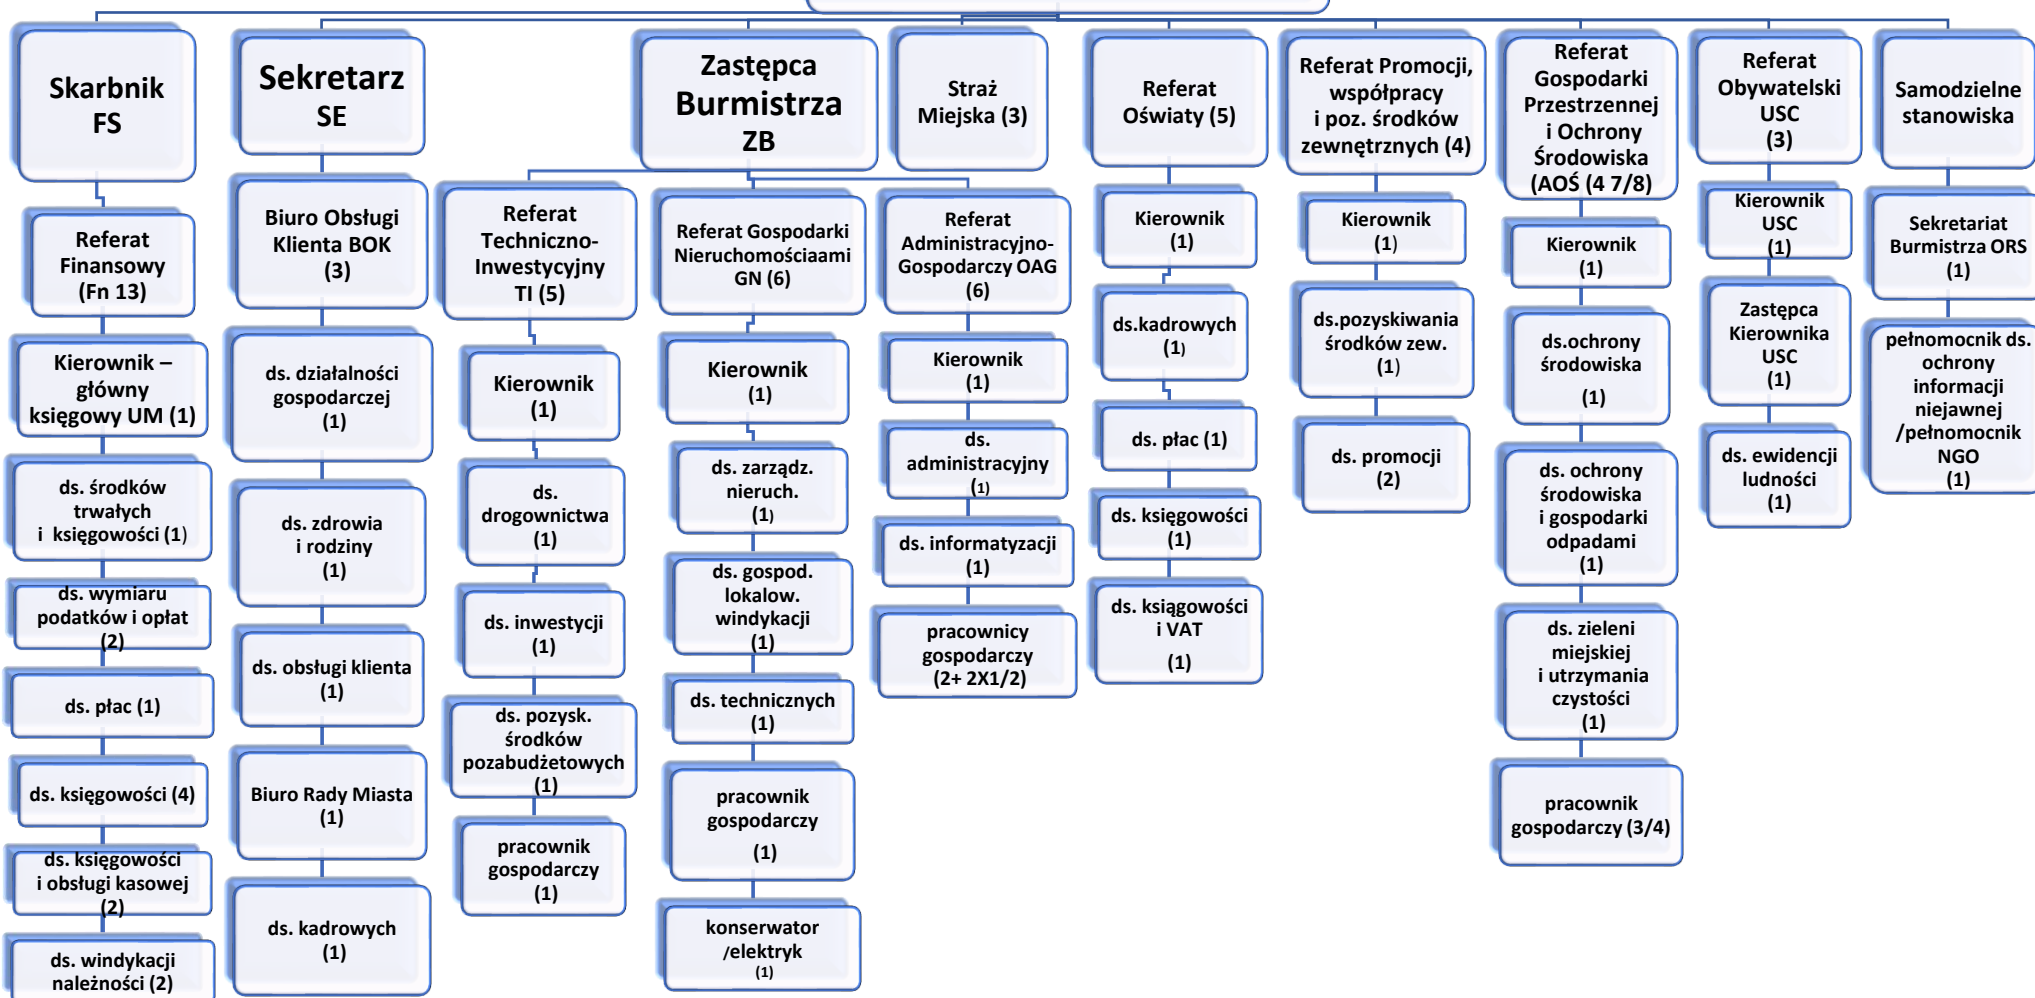 Skarbnik
FS
Referat
Finansowy
(Fn 13)
Kierownik –
główny
księgowy UM (1)
ds. środków
trwałych
i  księgowości (1)
ds. wymiaru
podatków i opłat
(2)
ds. płac (1)
ds. księgowości (4)
ds. księgowości
i obsługi kasowej
(2)
ds. windykacji
należności (2)
Sekretarz
SE
Biuro Obsługi
Klienta BOK
(3)
ds. działalności
gospodarczej
(1)
ds. zdrowia
i rodziny
(1)
ds. obsługi klienta
(1)
Biuro Rady Miasta
(1)
ds. kadrowych
(1)
Zastępca
Burmistrza
ZB
Referat
Techniczno-
Inwestycyjny
TI (5)
Kierownik
(1)
ds.
drogownictwa
(1)
ds. inwestycji
(1)
ds. pozysk.
środków
pozabudżetowych
(1)
pracownik
gospodarczy
(1)
Referat Gospodarki
Nieruchomościaami
GN (6)
Kierownik
(1)
ds. zarządz.
nieruch.
(1)
ds. gospod.
lokalow.
windykacji
(1)
ds. technicznych
(1)
pracownik
gospodarczy
(1)
konserwator
/elektryk
(1)
Referat
Administracyjno-
Gospodarczy OAG
(6)
Kierownik
(1)
ds.
administracyjny
(1)
ds. informatyzacji
(1)
pracownicy
gospodarczy
(2+ 2X1/2)
Straż
Miejska (3)
Referat
Oświaty (5)
Kierownik
(1)
ds.kadrowych
(1)
ds. płac (1)
ds. księgowości
(1)
ds. ksiągowości
i VAT
(1)
Referat Promocji,
współpracy
i poz. środków
zewnętrznych (4)
Kierownik
(1)
ds.pozyskiwania
środków zew.
(1)
ds. promocji
(2)
Referat
Gospodarki
Przestrzennej
i Ochrony
Środowiska
(AOŚ (4 7/8)
Kierownik
(1)
ds.ochrony
środowiska
(1)
ds. ochrony
środowiska
i gospodarki
odpadami
(1)
ds. zieleni
miejskiej
i utrzymania
czystości
(1)
pracownik
gospodarczy (3/4)
Referat
Obywatelski
USC
(3)
Kierownik
USC
(1)
Zastępca
Kierownika
USC
(1)
ds. ewidencji
ludności
(1)
Samodzielne
stanowiska
Sekretariat
Burmistrza ORS
(1)
pełnomocnik ds.
ochrony
informacji
niejawnej
/pełnomocnik
NGO
(1)